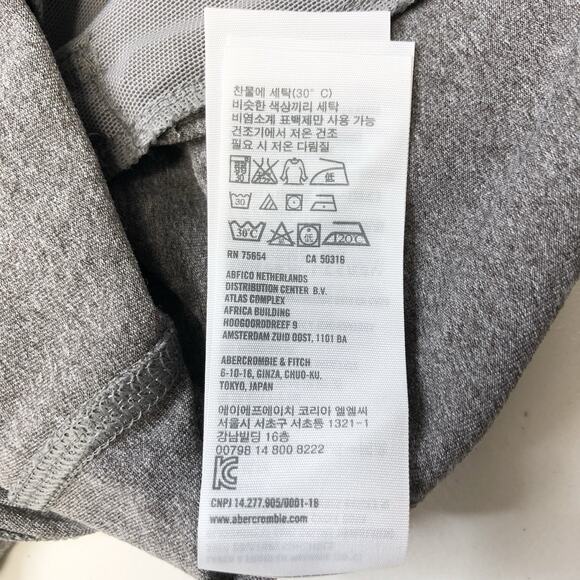 찬물에 세탁(30° C)
비슷한 색상끼리 세탁
비염소계 표백제만 사용 가능
건조기에서 저온 건조
필요 시 저온 다림질
低
30
30°C 低 120°C
RN 75654 CA 50316
ABFICO NETHERLANDS
DISTRIBUTION CENTER B.V.
ATLAS COMPLEX
AFRICA BUILDING
HOOGOORDDREEF 9
AMSTERDAM ZUID OOST, 1101 BA
ABERCROMBIE & FITCH
6-10-16, GINZA, CHUO-KU.
TOKYO, JAPAN
에이에프에이치 코리아 엘엘씨
서울시 서초구 서초동 1321-1
강남빌딩 16층
00798 14 800 8222
CNPJ 14.277.905/0001-18
www.abercrombie.com